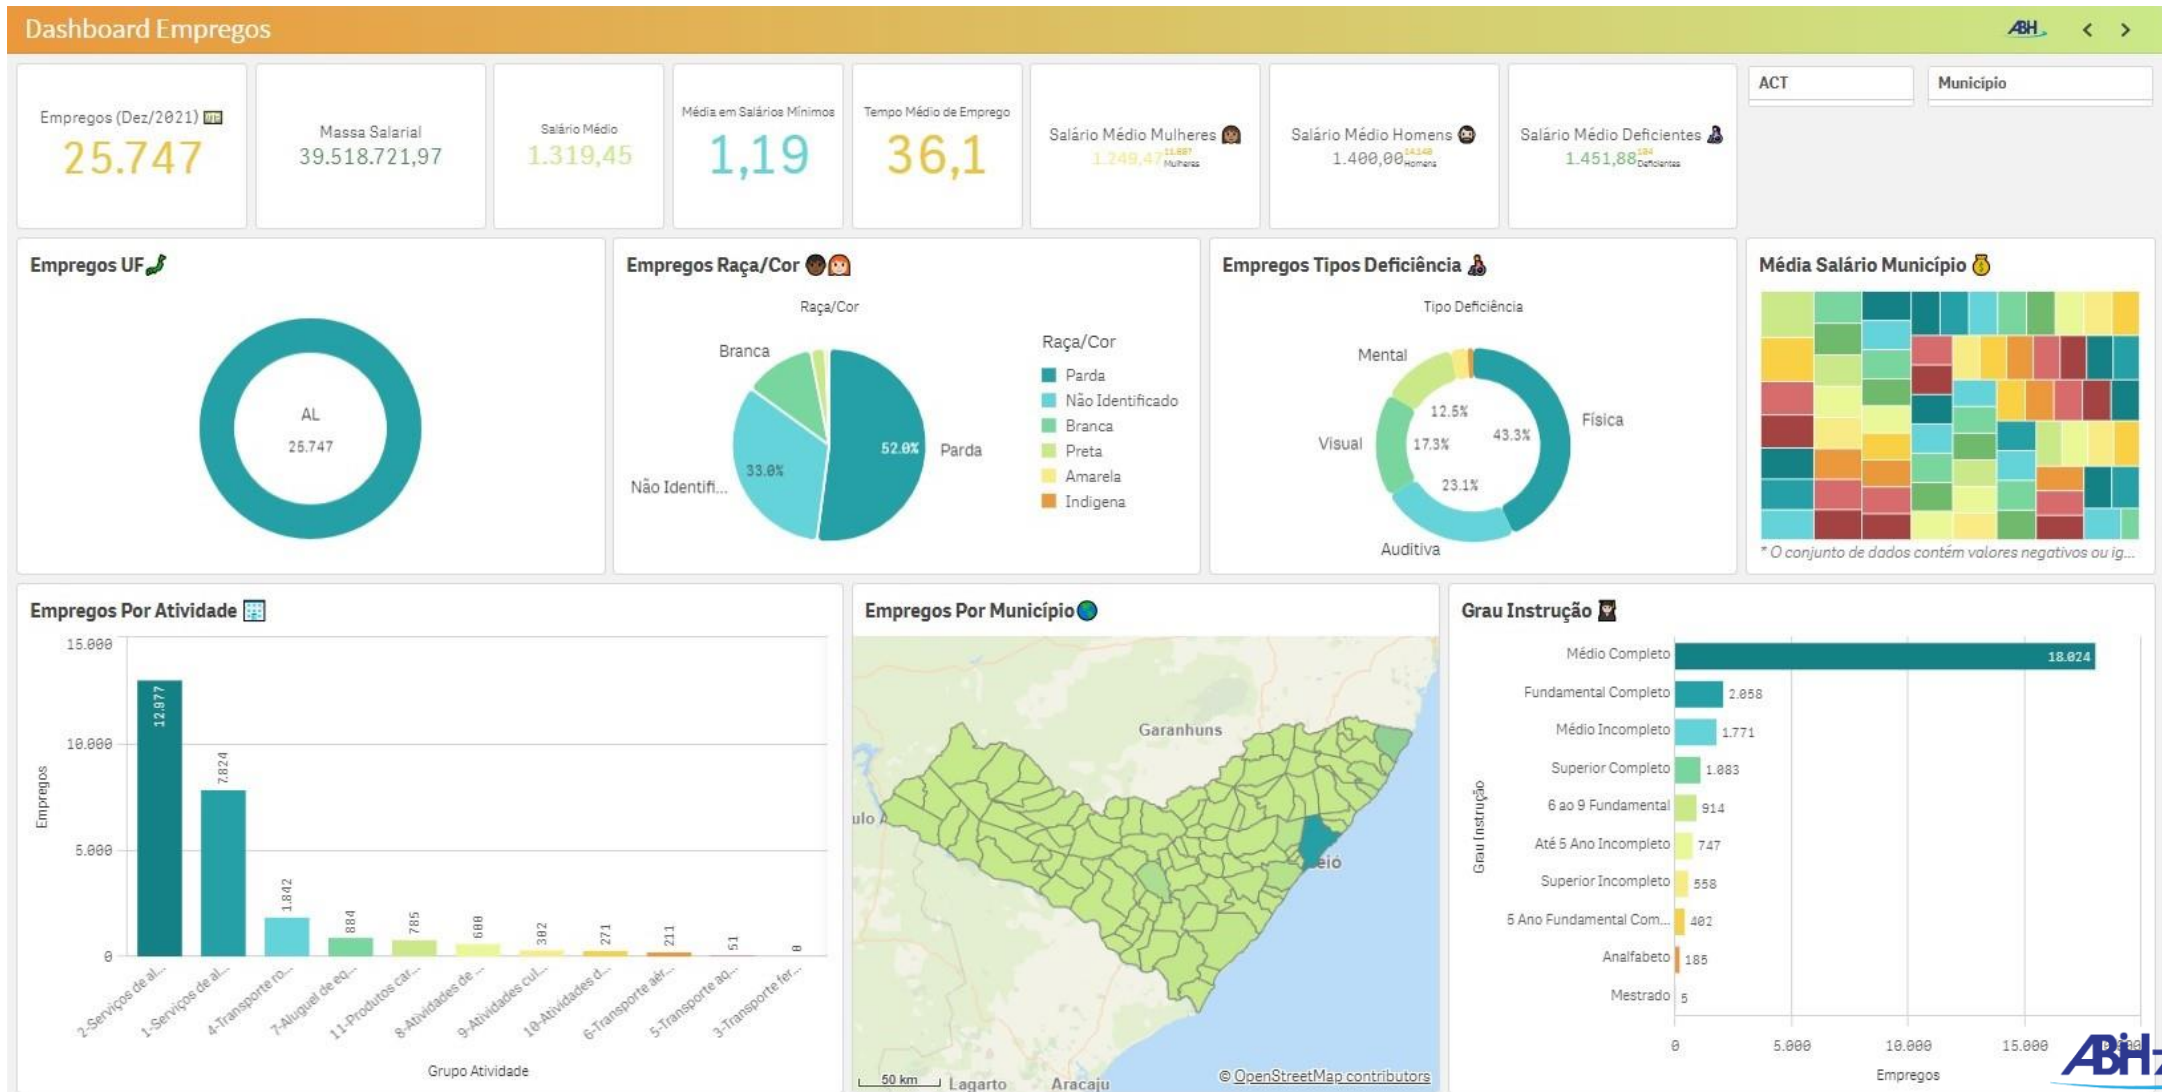 Dashboard Empregos
ABH
ACT
Município
Empregos (Dez/2021)
25.747
Massa Salarial
39.518.721,97
Salário Médio
1.319,45
Média em Salários Mínimos
1,19
Tempo Médio de Emprego
36,1
Salário Médio Mulheres
1.249,47
Mulheres
Salário Médio Homens
1.400,00
14.140
Homens
Salário Médio Deficientes
1.451,88
104
Deficientes
Empregos UF
AL
25.747
Empregos Raça/Cor
Raça/Cor
Branca
Não Identifi...
33.0%
52.0%
Parda
Raça/Cor
Parda
Não Identificado
Branca
Preta
Amarela
Indigena
Empregos Tipos Deficiência
Tipo Deficiência
Mental
12.5%
43.3%
Física
Visual
17.3%
23.1%
Auditiva
Média Salário Município
* O conjunto de dados contém valores negativos ou ig...
Empregos Por Atividade
Empregos
15.000
10.000
5.000
0
12.977
7.824
1.842
884
785
600
302
271
211
51
0
2-Serviços de al...
1-Serviços de al...
4-Transporte ro...
7-Aluguel de eq...
11-Produtos car...
8-Atividades de ...
9-Atividades cul...
10-Atividades d...
6-Transporte aér...
5-Transporte aq...
3-Transporte fer...
Grupo Atividade
Empregos Por Município
Garanhuns
ulo A
eió
50 km
Lagarto
Aracaju
© OpenStreetMap contributors
Grau Instrução
Grau Instrução
Médio Completo 18.024
Fundamental Completo 2.058
Médio Incompleto 1.771
Superior Completo 1.083
6 ao 9 Fundamental 914
Até 5 Ano Incompleto 747
Superior Incompleto 558
5 Ano Fundamental Com... 402
Analfabeto 185
Mestrado 5
0 5.000 10.000 15.000
Empregos